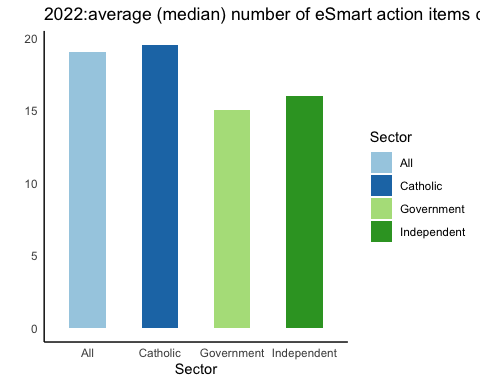 2022:average (median) number of eSmart action items
20
15
10
5
0
All
Catholic
Government
Independent
Sector
Sector
All
Catholic
Government
Independent